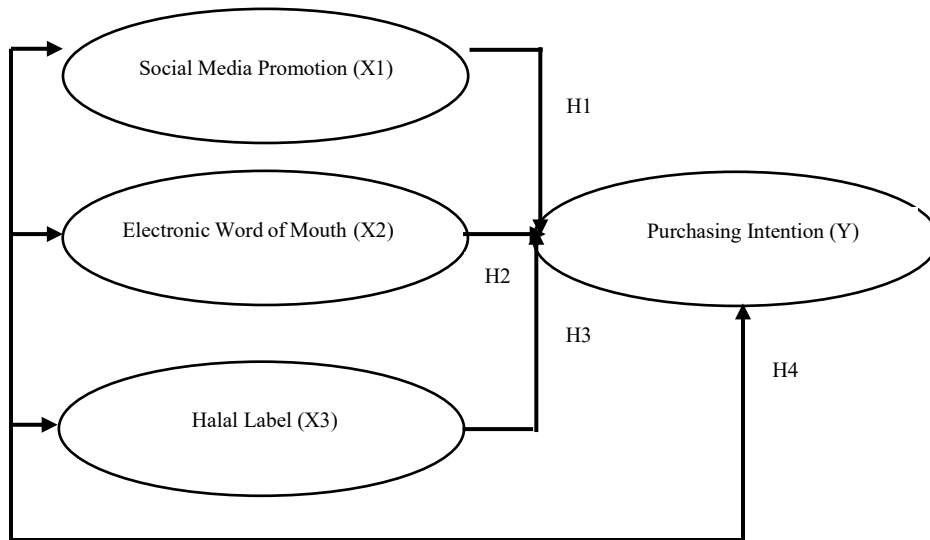 Social Media Promotion (X1)
H1
Electronic Word of Mouth (X2)
Purchasing Intention (Y)
H2
H3
H4
Halal Label (X3)